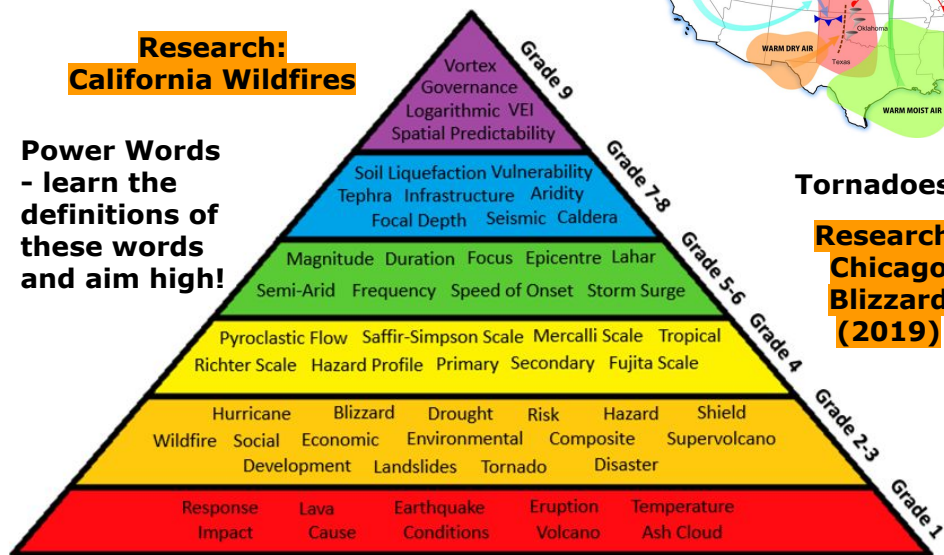 Research:
California Wildfires
Power Words
- learn the
definitions of
these words
and aim high!
Vortex
Governance
Logarithmic VEI
Spatial Predictability
Grade 9
Soil Liquefaction Vulnerability
Tephra Infrastructure Aridity
Focal Depth Seismic Caldera
Grade 7-8
Magnitude Duration Focus Epicentre Lahar
Semi-Arid Frequency Speed of Onset Storm Surge
Grade 5-6
Pyroclastic Flow Saffir-Simpson Scale Mercalli Scale Tropical
Richter Scale Hazard Profile Primary Secondary Fujita Scale
Grade 4
Hurricane Blizzard Drought Risk Hazard Shield
Wildfire Social Economic Environmental Composite Supervolcano
Development Landslides Tornado Disaster
Grade 2-3
Response Lava Earthquake Eruption Temperature
Impact Cause Conditions Volcano Ash Cloud
Grade 1
Oklahoma
WARM DRY AIR
Texas
WARM MOIST AIR
Tornadoes
Research
Chicago
Blizzard
(2019)